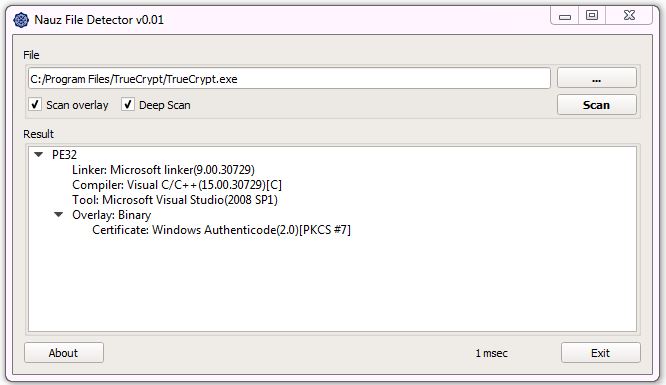 Nauz File Detector v0.01
File
C:/Program Files/TrueCrypt/TrueCrypt.exe
...
Scan overlay Deep Scan
Scan
Result
PE32
Linker: Microsoft linker(9.00.30729)
Compiler: Visual C/C++(15.00.30729)[C]
Tool: Microsoft Visual Studio(2008 SP1)
Overlay: Binary
Certificate: Windows Authenticode(2.0)[PKCS #7]
About 1 msec Exit